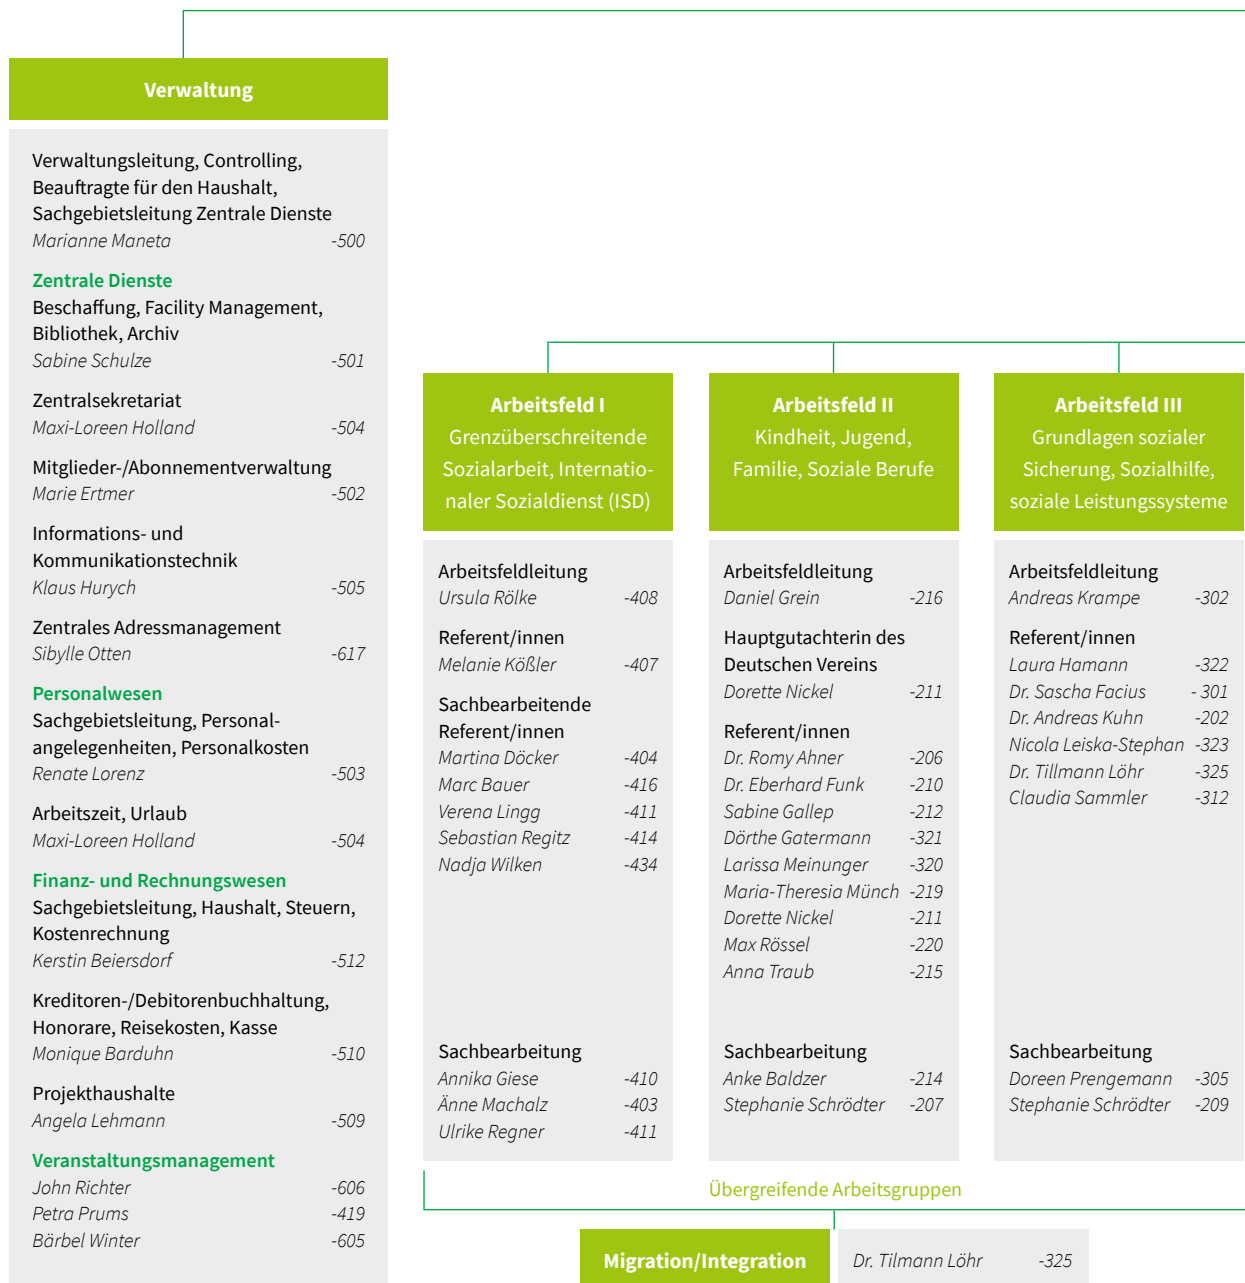 Verwaltung
Verwaltungsleitung, Controlling,
Beauftragte für den Haushalt,
Sachgebietsleitung Zentrale Dienste
Marianne Maneta -500
Zentrale Dienste
Beschaffung, Facility Management,
Bibliothek, Archiv
Sabine Schulze -501
Zentralsekretariat
Maxi-Loreen Holland -504
Mitglieder-/Abonnementverwaltung
Marie Ertmer -502
Informations- und
Kommunikationstechnik
Klaus Hurych -505
Zentrales Adressmanagement
Sibylle Otten -617
Personalwesen
Sachgebietsleitung, Personal-
angelegenheiten, Personalkosten
Renate Lorenz -503
Arbeitszeit, Urlaub
Maxi-Loreen Holland -504
Finanz- und Rechnungswesen
Sachgebietsleitung, Haushalt, Steuern,
Kostenrechnung
Kerstin Beiersdorf -512
Kreditoren-/Debitorenbuchhaltung,
Honorare, Reisekosten, Kasse
Monique Barduhn -510
Projekthaushalte
Angela Lehmann -509
Veranstaltungsmanagement
John Richter -606
Petra Prums -419
Bärbel Winter -605
Arbeitsfeld I
Grenzüberschreitende
Sozialarbeit, Internatio-
naler Sozialdienst (ISD)
Arbeitsfeldleitung
Ursula Rölke -408
Referent/innen
Melanie Kößler -407
Sachbearbeitende
Referent/innen
Martina Döcker -404
Marc Bauer -416
Verena Lingg -411
Sebastian Regitz -414
Nadja Wilken -434
Sachbearbeitung
Annika Giese -410
Änne Machalz -403
Ulrike Regner -411
Arbeitsfeld II
Kindheit, Jugend,
Familie, Soziale Berufe
Arbeitsfeldleitung
Daniel Grein -216
Hauptgutachterin des
Deutschen Vereins
Dorette Nickel -211
Referent/innen
Dr. Romy Ahner -206
Dr. Eberhard Funk -210
Sabine Gallep -212
Dörthe Gatermann -321
Larissa Meinunger -320
Maria-Theresia Münch -219
Dorette Nickel -211
Max Rössel -220
Anna Traub -215
Sachbearbeitung
Anke Baldzer -214
Stephanie Schrödter -207
Arbeitsfeld III
Grundlagen sozialer
Sicherung, Sozialhilfe,
soziale Leistungssysteme
Arbeitsfeldleitung
Andreas Krampe -302
Referent/innen
Laura Hamann -322
Dr. Sascha Facius - 301
Dr. Andreas Kuhn -202
Nicola Leiska-Stephan -323
Dr. Tillmann Löhr -325
Claudia Sammler -312
Sachbearbeitung
Doreen Prengemann -305
Stephanie Schrödter -209
Übergreifende Arbeitsgruppen
Migration/Integration
Dr. Tilmann Löhr -325